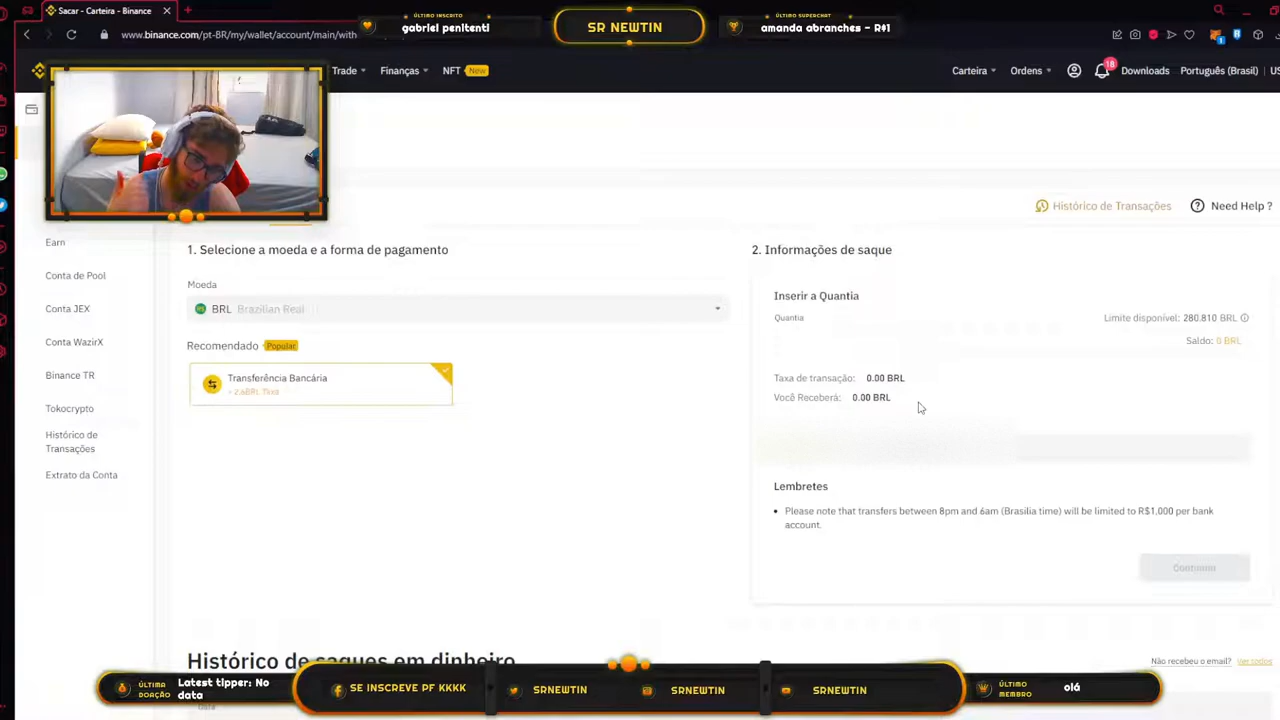 Sacar - Carteira - Binance
ÚLTIMO INSCRITO
gabriel penitenti
SR NEWTIN
ÚLTIMO SUPERCHAT
amanda abranches - R$1
www.binance.com/pt-BR/my/wallet/account/main/with
1
Trade
Finanças
NFT New
Carteira
Ordens
18
Downloads
Português (Brasil)
US
Histórico de Transações
Need Help ?
Earn
Conta de Pool
Conta JEX
Conta WazirX
Binance TR
Tokocrypto
Histórico de
Transações
Extrato da Conta
1. Selecione a moeda e a forma de pagamento
Moeda
BRL Brazilian Real
Recomendado Popular
Transferência Bancária
2. Informações de saque
Inserir a Quantia
Quantia
Limite disponível: 280.810 BRL
Saldo: 0 BRL
Taxa de transação: 0.00 BRL
Você Receberá: 0.00 BRL
Lembretes
Please note that transfers between 8pm and 6am (Brasilia time) will be limited to R$1,000 per bank
account.
Continuar
Histórico de saques em dinheiro
Não recebeu o email? Ver todos
ÚLTIMA
DOAÇÃO
Latest tipper: No
data
SE INSCREVE PF KKKK
SRNEWTIN
SRNEWTIN
SRNEWTIN
ÚLTIMO
MEMBRO
olá